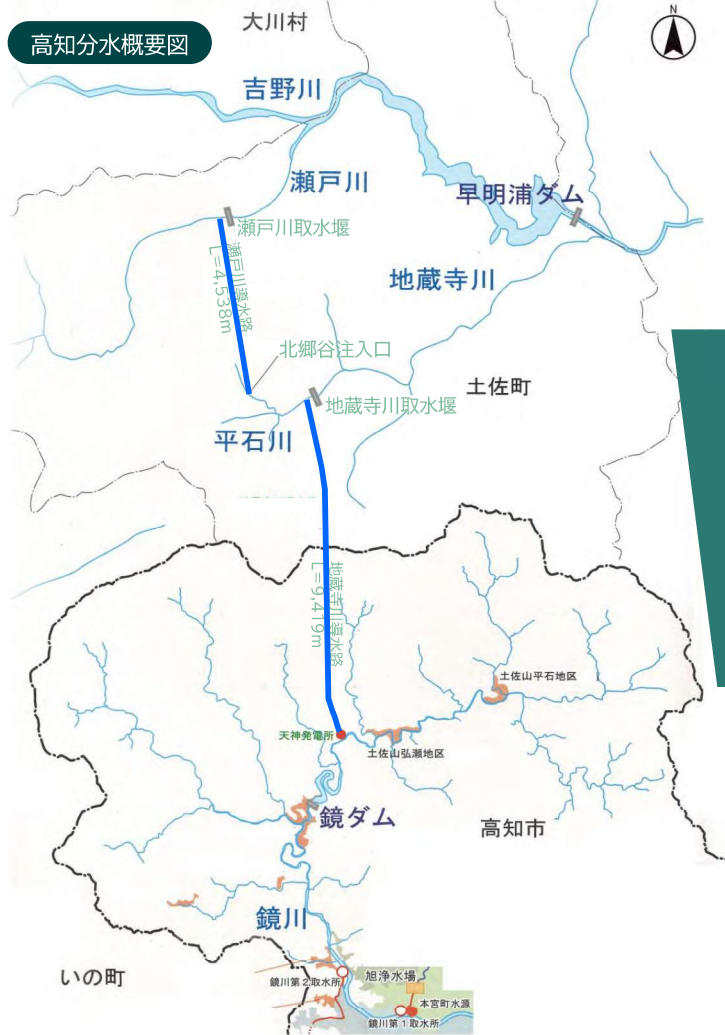 高知分水概要図
大川村
N
吉野川
瀬戸川
早明浦ダム
瀬戸川取水堰
瀬戸川導水路
L=4,538m
地蔵寺川
北郷谷注入口
土佐町
地蔵寺川取水堰
平石川
地蔵寺川導水路
L=9,419m
土佐山平石地区
天神発電所
土佐山弘瀬地区
鏡ダム
高知市
鏡川
いの町
鏡川第2取水所
旭浄水場
本宮町水源
鏡川第1取水所